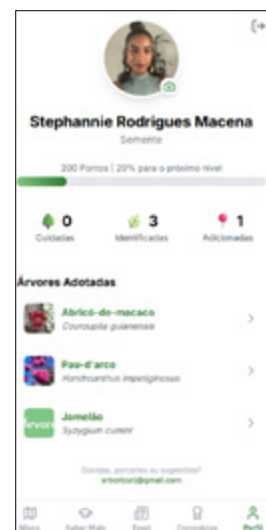 Stephannie Rodrigues Macena
Semente
200 Pontos | 20% para o próximo nível
0
Cuidadas
3
Identificadas
1
Adicionadas
Árvores Adotadas
Abricó-de-macaco
Couroupita guianensis
Pau-d'arco
Handroanthus impetiginosus
Jamelão
Syzygium cumini
Dúvidas, parcerias ou sugestões?
Mapa
Saber Mais
Feed
Conquistas
Perfil